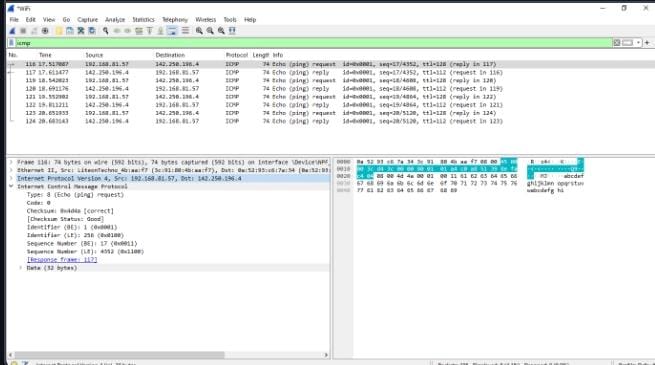 *WiFi
File Edit View Go Capture Analyze Statistics Telephony Wireless Tools Help
icmp
No. Time Source Destination Protocol Length Info
116 17.517087 192.168.81.57 142.250.196.4 ICMP 74 Echo (ping) request id=0x0001, seq=17/4352, ttl=128 (reply in 117)
117 17.611477 142.250.196.4 192.168.81.57 ICMP 74 Echo (ping) reply id=0x0001, seq=17/4352, ttl=112 (request in 116)
119 18.542023 192.168.81.57 142.250.196.4 ICMP 74 Echo (ping) request id=0x0001, seq=18/4608, ttl=128 (reply in 120)
120 18.691176 142.250.196.4 192.168.81.57 ICMP 74 Echo (ping) reply id=0x0001, seq=18/4608, ttl=112 (request in 119)
121 19.552902 192.168.81.57 142.250.196.4 ICMP 74 Echo (ping) request id=0x0001, seq=19/4864, ttl=128 (reply in 122)
122 19.811211 142.250.196.4 192.168.81.57 ICMP 74 Echo (ping) reply id=0x0001, seq=19/4864, ttl=112 (request in 121)
123 20.651933 192.168.81.57 142.250.196.4 ICMP 74 Echo (ping) request id=0x0001, seq=20/5120, ttl=128 (reply in 124)
124 20.683143 142.250.196.4 192.168.81.57 ICMP 74 Echo (ping) reply id=0x0001, seq=20/5120, ttl=112 (request in 123)
Frame 116: 74 bytes on wire (592 bits), 74 bytes captured (592 bits) on interface \Device\NPF_
Ethernet II, Src: LiteonTechno_4b:aa:f7 (3c:91:80:4b:aa:f7), Dst: 0a:52:93:c6:7a:34 (0a:52:93:
Internet Protocol Version 4, Src: 192.168.81.57, Dst: 142.250.196.4
Internet Control Message Protocol
Type: 8 (Echo (ping) request)
Code: 0
Checksum: 0x4d4a [correct]
[Checksum Status: Good]
Identifier (BE): 1 (0x0001)
Identifier (LE): 256 (0x0100)
Sequence Number (BE): 17 (0x0011)
Sequence Number (LE): 4352 (0x1100)
[Response frame: 117]
Data (32 bytes)
0000 0a 52 93 c6 7a 34 3c 91 80 4b aa f7 08 00 45 00
0010
0020 c4 04 08 00 4d 4a 00 01 00 11 61 62 63 64 65 66
0030 67 68 69 6a 6b 6c 6d 6e 6f 70 71 72 73 74 75 76
0040 77 61 62 63 64 65 66 67 68 69